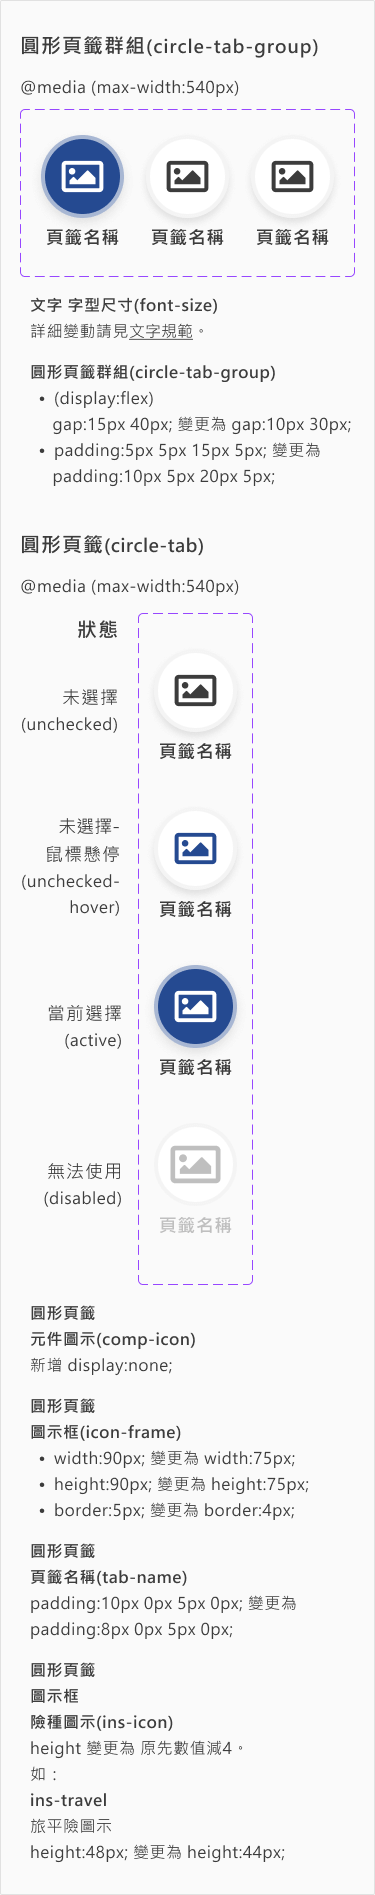 圓形頁籤群組(circle-tab-group)
@media (max-width:540px)
頁籤名稱 頁籤名稱 頁籤名稱
文字 字型尺寸(font-size)
詳細變動請見文字規範。
圓形頁籤群組(circle-tab-group)
• (display:flex)
gap:15px 40px; 變更為 gap:10px 30px;
• padding:5px 5px 15px 5px; 變更為
padding:10px 5px 20px 5px;
圓形頁籤(circle-tab)
@media (max-width:540px)
狀態
未選擇
(unchecked)
頁籤名稱
未選擇-
鼠標懸停
(unchecked-
hover)
頁籤名稱
當前選擇
(active)
頁籤名稱
無法使用
(disabled)
頁籤名稱
圓形頁籤
元件圖示(comp-icon)
新增 display:none;
圓形頁籤
圖示框(icon-frame)
• width:90px; 變更為 width:75px;
• height:90px; 變更為 height:75px;
• border:5px; 變更為 border:4px;
圓形頁籤
頁籤名稱(tab-name)
padding:10px 0px 5px 0px; 變更為
padding:8px 0px 5px 0px;
圓形頁籤
圖示框
險種圖示(ins-icon)
height 變更為 原先數值減4。
如：
ins-travel
旅平險圖示
height:48px; 變更為 height:44px;